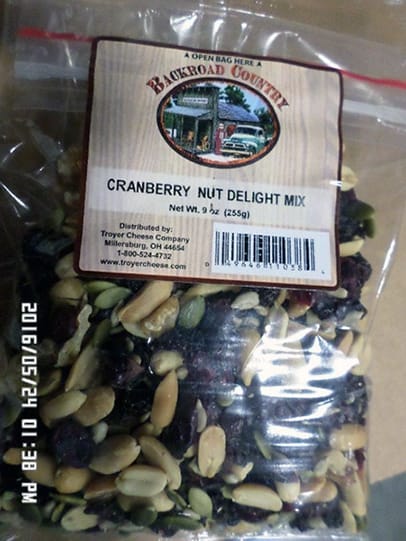 ▲ OPEN BAG HERE ▲
BACKROAD COUNTRY
CRANBERRY NUT DELIGHT MIX
Net Wt. 9 oz (255g)
Distributed by:
Troyer Cheese Company
Millersburg, OH 44654
1-800-524-4732
www.troyercheese.com
2016/05/24 01:38 PM